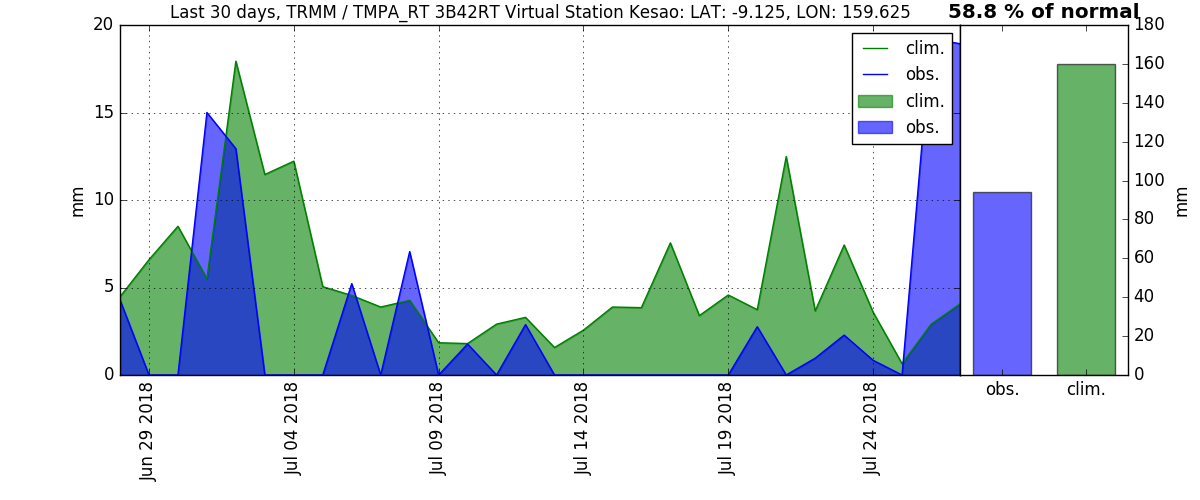 Last 30 days, TRMM / TMPA_RT 3B42RT Virtual Station Kesao: LAT: -9.125, LON: 159.625
58.8 % of normal
20
15
10
5
0
mm
clim.
obs.
clim.
obs.
180
160
140
120
100
80
60
40
20
0
mm
Jun 29 2018
Jul 04 2018
Jul 09 2018
Jul 14 2018
Jul 19 2018
Jul 24 2018
obs.
clim.